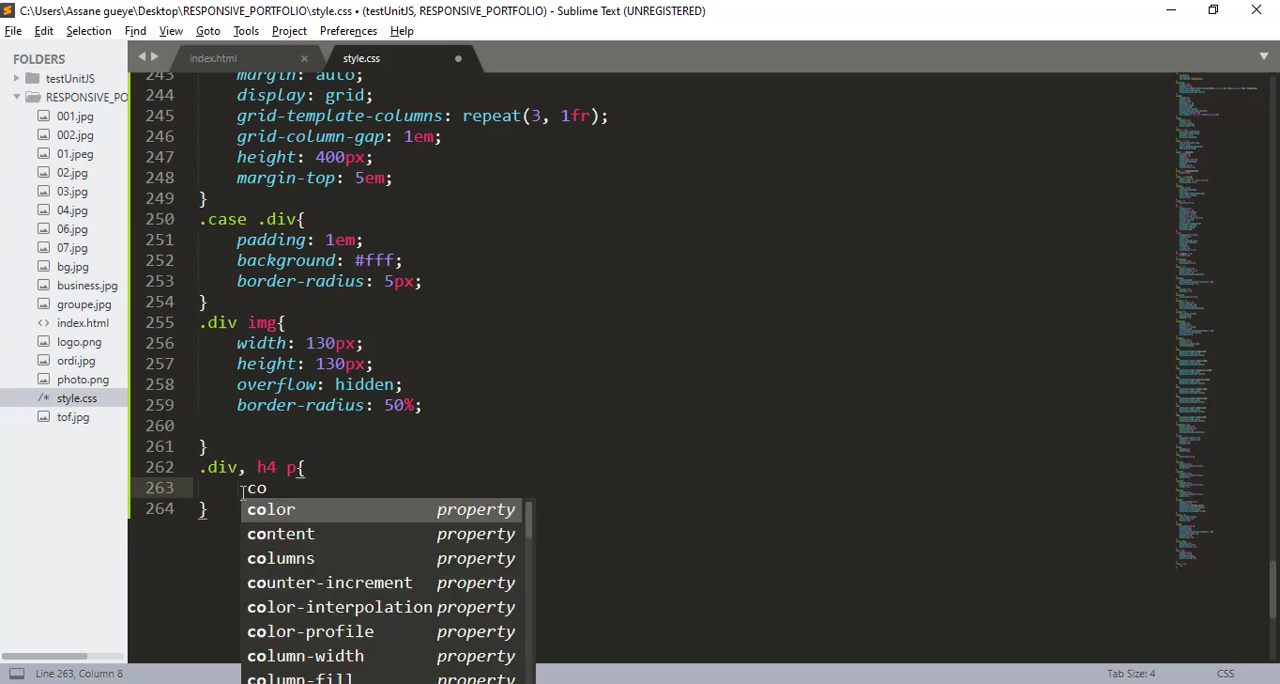 C:\Users\Assane gueye\Desktop\RESPONSIVE_PORTFOLIO\style.css • (testUnitJS, RESPONSIVE_PORTFOLIO) - Sublime Text (UNREGISTERED)
File Edit Selection Find View Goto Tools Project Preferences Help
FOLDERS
testUnitJS
RESPONSIVE_PO
001.jpg
002.jpg
01.jpeg
02.jpg
03.jpg
04.jpg
06.jpg
07.jpg
bg.jpg
business.jpg
groupe.jpg
<> index.html
logo.png
ordi.jpg
photo.png
/* style.css
tof.jpg
index.html × style.css •
243 margin: auto;
244 display: grid;
245 grid-template-columns: repeat(3, 1fr);
246 grid-column-gap: 1em;
247 height: 400px;
248 margin-top: 5em;
249 }
250 .case .div{
251 padding: 1em;
252 background: #fff;
253 border-radius: 5px;
254 }
255 .div img{
256 width: 130px;
257 height: 130px;
258 overflow: hidden;
259 border-radius: 50%;
260
261 }
262 .div, h4 p{
263 co
264 }
color property
content property
columns property
counter-increment property
color-interpolation property
color-profile property
column-width property
column-fill property
Line 263, Column 8
Tab Size: 4
CSS